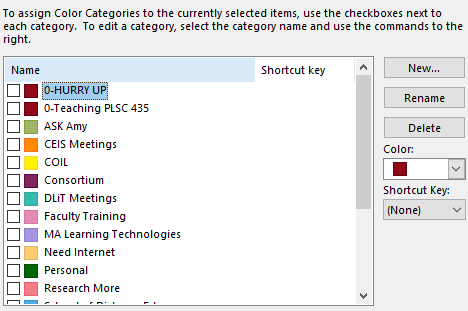 To assign Color Categories to the currently selected items, use the checkboxes next to
each category. To edit a category, select the category name and use the commands to the
right.
Name Shortcut key
0-HURRY UP
0-Teaching PLSC 435
ASK Amy
CEIS Meetings
COIL
Consortium
DLiT Meetings
Faculty Training
MA Learning Technologies
Need Internet
Personal
Research More
New...
Rename
Delete
Color:
Shortcut Key:
(None)